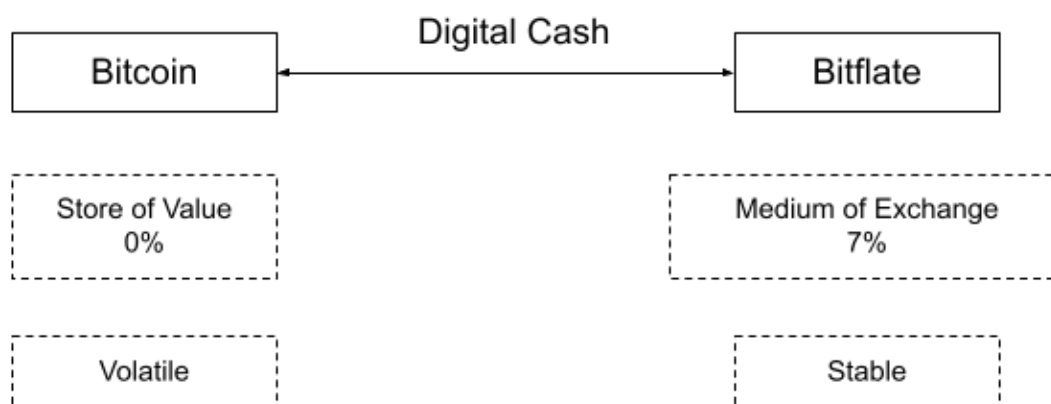 Digital Cash
Bitcoin
Bitflate
Store of Value
0%
Medium of Exchange
7%
Volatile
Stable